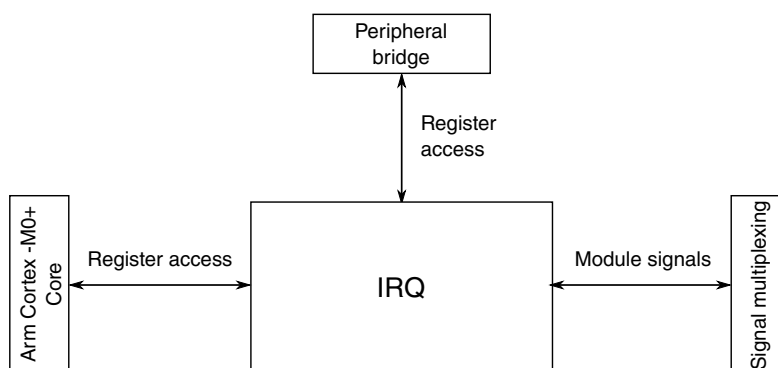 Peripheral
bridge
Register
access
Arm Cortex -M0+
Core
Register access
IRQ
Module signals
Signal multiplexing